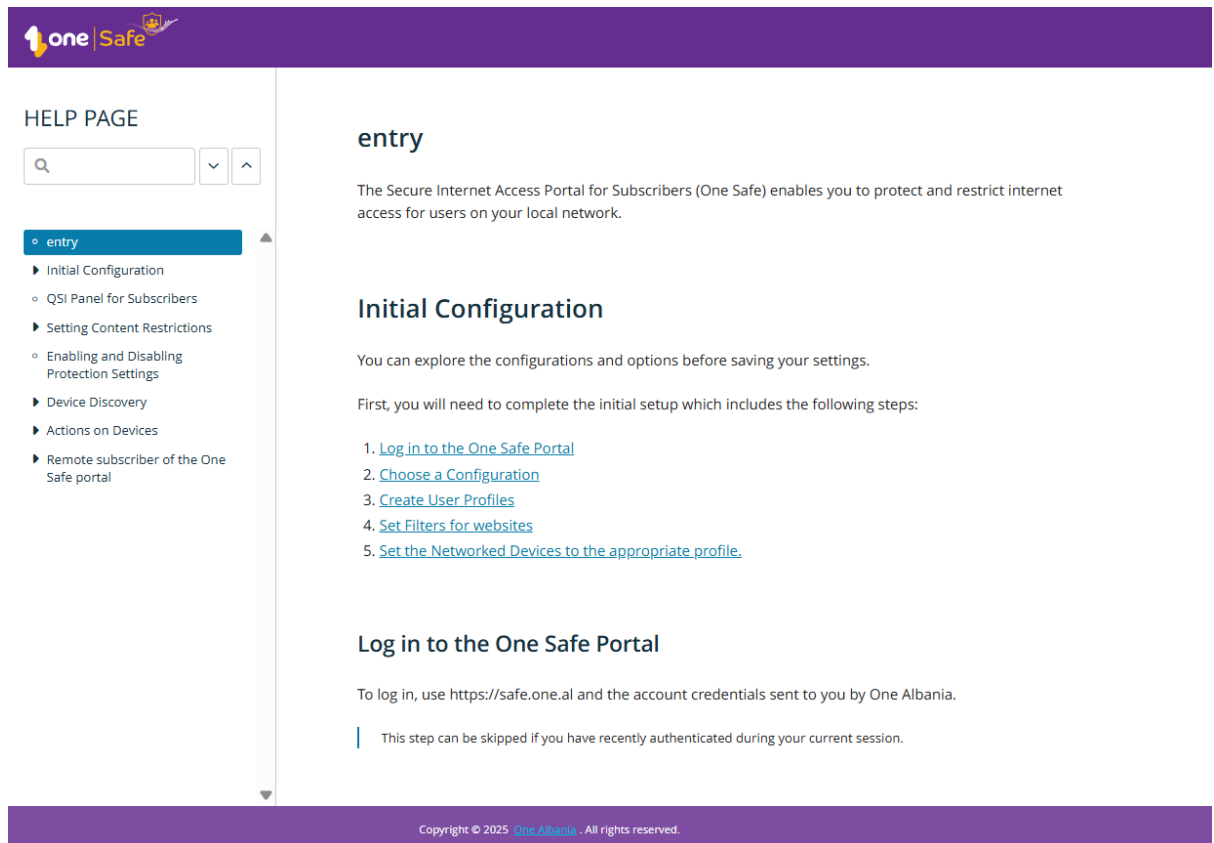 one | Safe
HELP PAGE
entry
Initial Configuration
QSI Panel for Subscribers
Setting Content Restrictions
Enabling and Disabling
Protection Settings
Device Discovery
Actions on Devices
Remote subscriber of the One
Safe portal
entry
The Secure Internet Access Portal for Subscribers (One Safe) enables you to protect and restrict internet
access for users on your local network.
Initial Configuration
You can explore the configurations and options before saving your settings.
First, you will need to complete the initial setup which includes the following steps:
1. Log in to the One Safe Portal
2. Choose a Configuration
3. Create User Profiles
4. Set Filters for websites
5. Set the Networked Devices to the appropriate profile.
Log in to the One Safe Portal
To log in, use https://safe.one.al and the account credentials sent to you by One Albania.
This step can be skipped if you have recently authenticated during your current session.
Copyright © 2025 One Albania . All rights reserved.